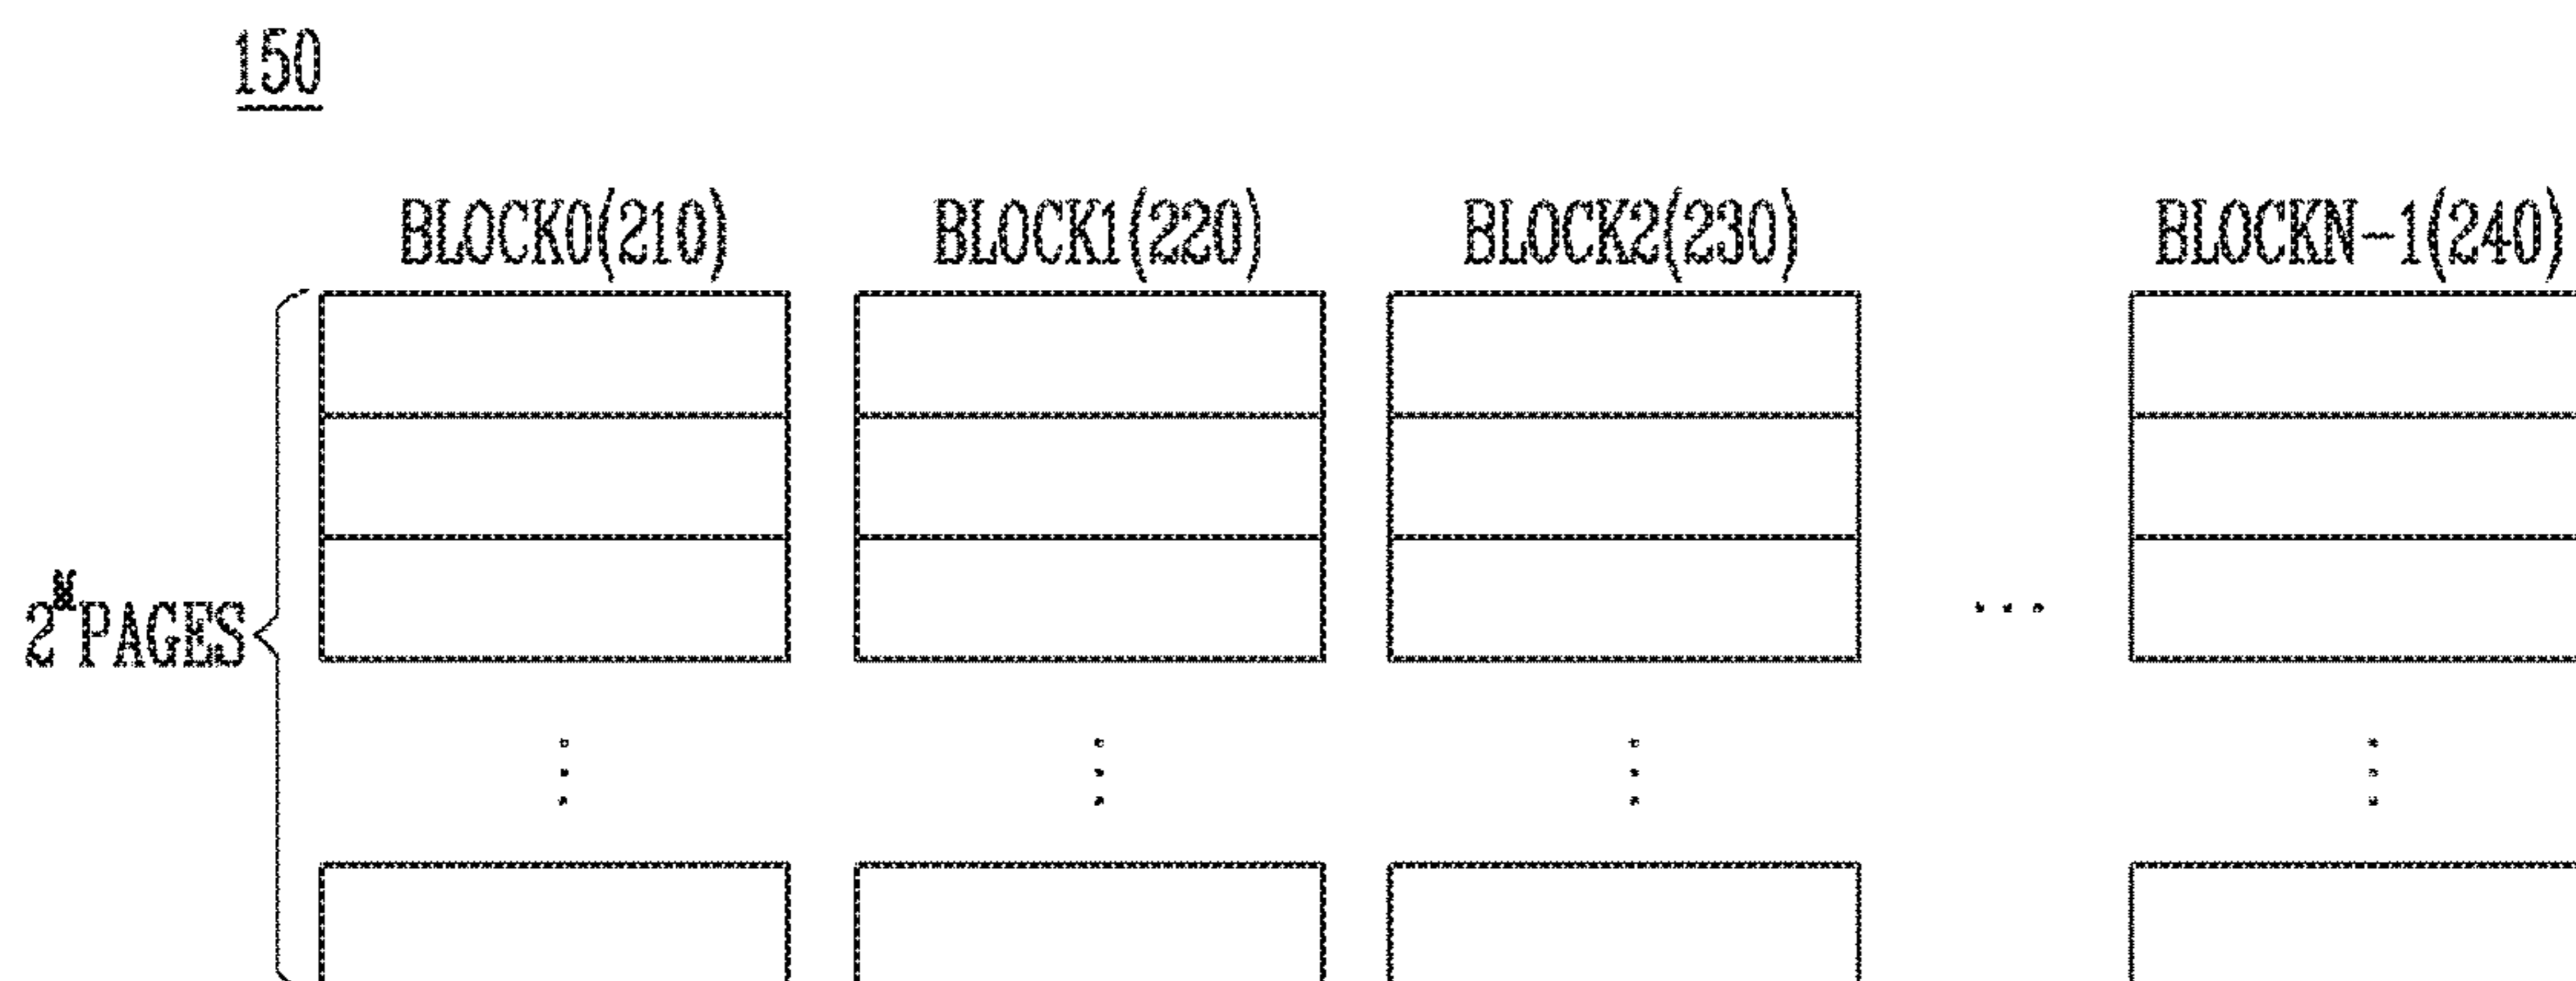 150
BLOCK0(210) BLOCK1(220) BLOCK2(230) BLOCKN-1(240)
2 PAGES
...